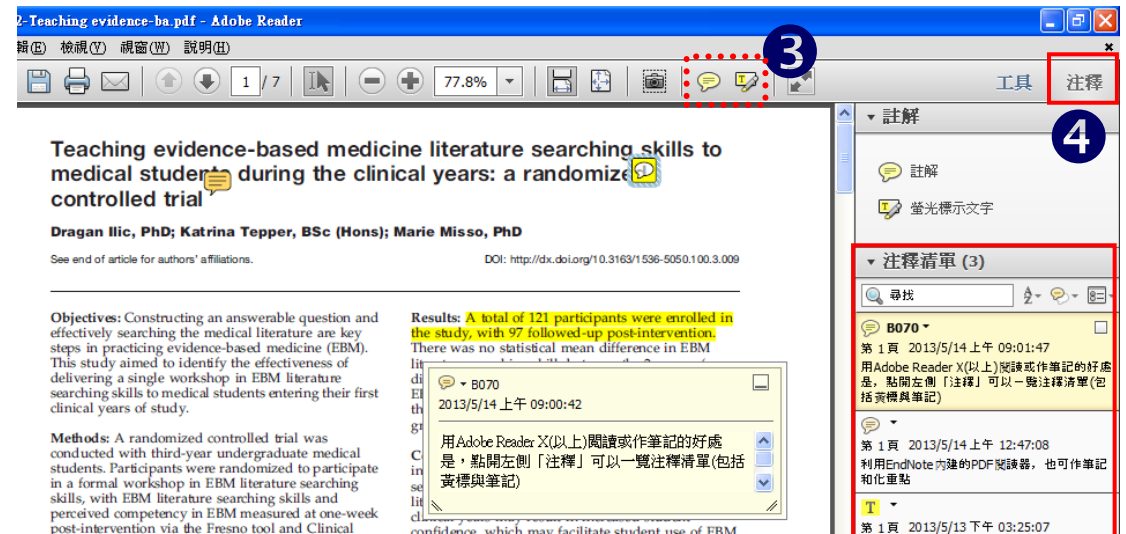 2-Teaching evidence-ba.pdf - Adobe Reader
輯(E) 檢視(V) 視窗(W) 説明(H)
3
1 / 7
77.8%
工具
注釋
4
Teaching evidence-based medicine literature searching skills to
medical students during the clinical years: a randomized
controlled trial
Dragan Ilic, PhD; Katrina Tepper, BSc (Hons); Marie Misso, PhD
See end of article for authors' affiliations.
DOI: http://dx.doi.org/10.3163/1536-5050.100.3.009
Objectives: Constructing an answerable question and
effectively searching the medical literature are key
steps in practicing evidence-based medicine (EBM).
This study aimed to identify the effectiveness of
delivering a single workshop in EBM literature
searching skills to medical students entering their first
clinical years of study.
Methods: A randomized controlled trial was
conducted with third-year undergraduate medical
students. Participants were randomized to participate
in a formal workshop in EBM literature searching
skills, with EBM literature searching skills and
perceived competency in EBM measured at one-week
post-intervention via the Fresno tool and Clinical
Results: A total of 121 participants were enrolled in
the study, with 97 followed-up post-intervention.
There was no statistical mean difference in EBM
B070
2013/5/14 上午 09:00:42
用Adobe Reader X(以上)閱讀或作筆記的好處
是，點開左側「注釋」可以一覽注釋清單(包括
黃標與筆記)
confidence, which may facilitate student use of EBM
註解
註解
T 螢光標示文字
注釋清單 (3)
尋找
B070
第 1 頁 2013/5/14 上午 09:01:47
用Adobe Reader X(以上)閱讀或作筆記的好處
是，點開左側「注釋」可以一覽注釋清單(包
括黃標與筆記)
第 1 頁 2013/5/14 上午 12:47:08
利用EndNote內建的PDF閱讀器，也可作筆記
和化重點
T
第 1 頁 2013/5/13 下午 03:25:07